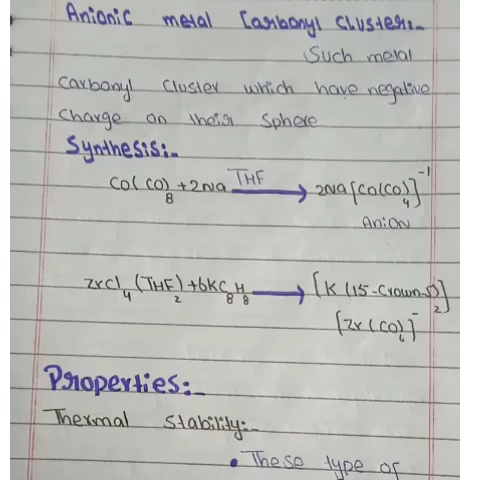 Anionic metal Carbonyl clusters:-
Such metal
carbonyl cluster which have negative
charge on their sphere
Synthesis:-
CO(CO)₈ + 2Na THF ⟶ 2Na[CO(CO)₄]⁻¹
Anion
ZrCl₄(THF)₂ + 6KC₈H₈ ⟶ [K(15-Crown-5)₂]
[Zr(CO)₆]⁻
Properties:-
Thermal stability:-
• These type of